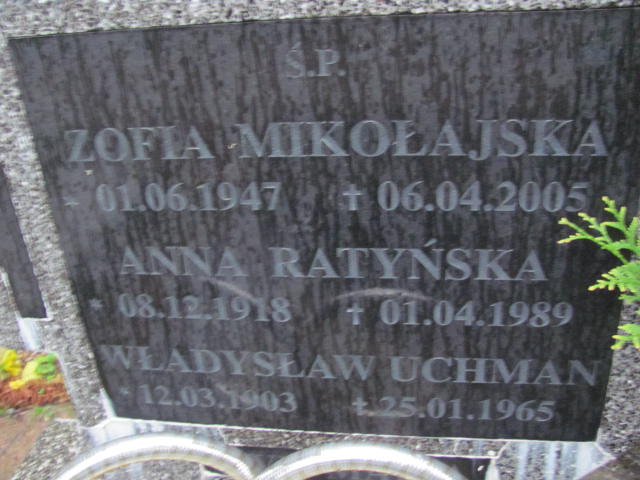 Ś.P.
ZOFIA MIKOŁAJSKA
* 01.06.1947 † 06.04.2005
ANNA RATYŃSKA
* 08.12.1918 † 01.04.1989
WŁADYSŁAW UCHMAN
* 12.03.1903 † 25.01.1965